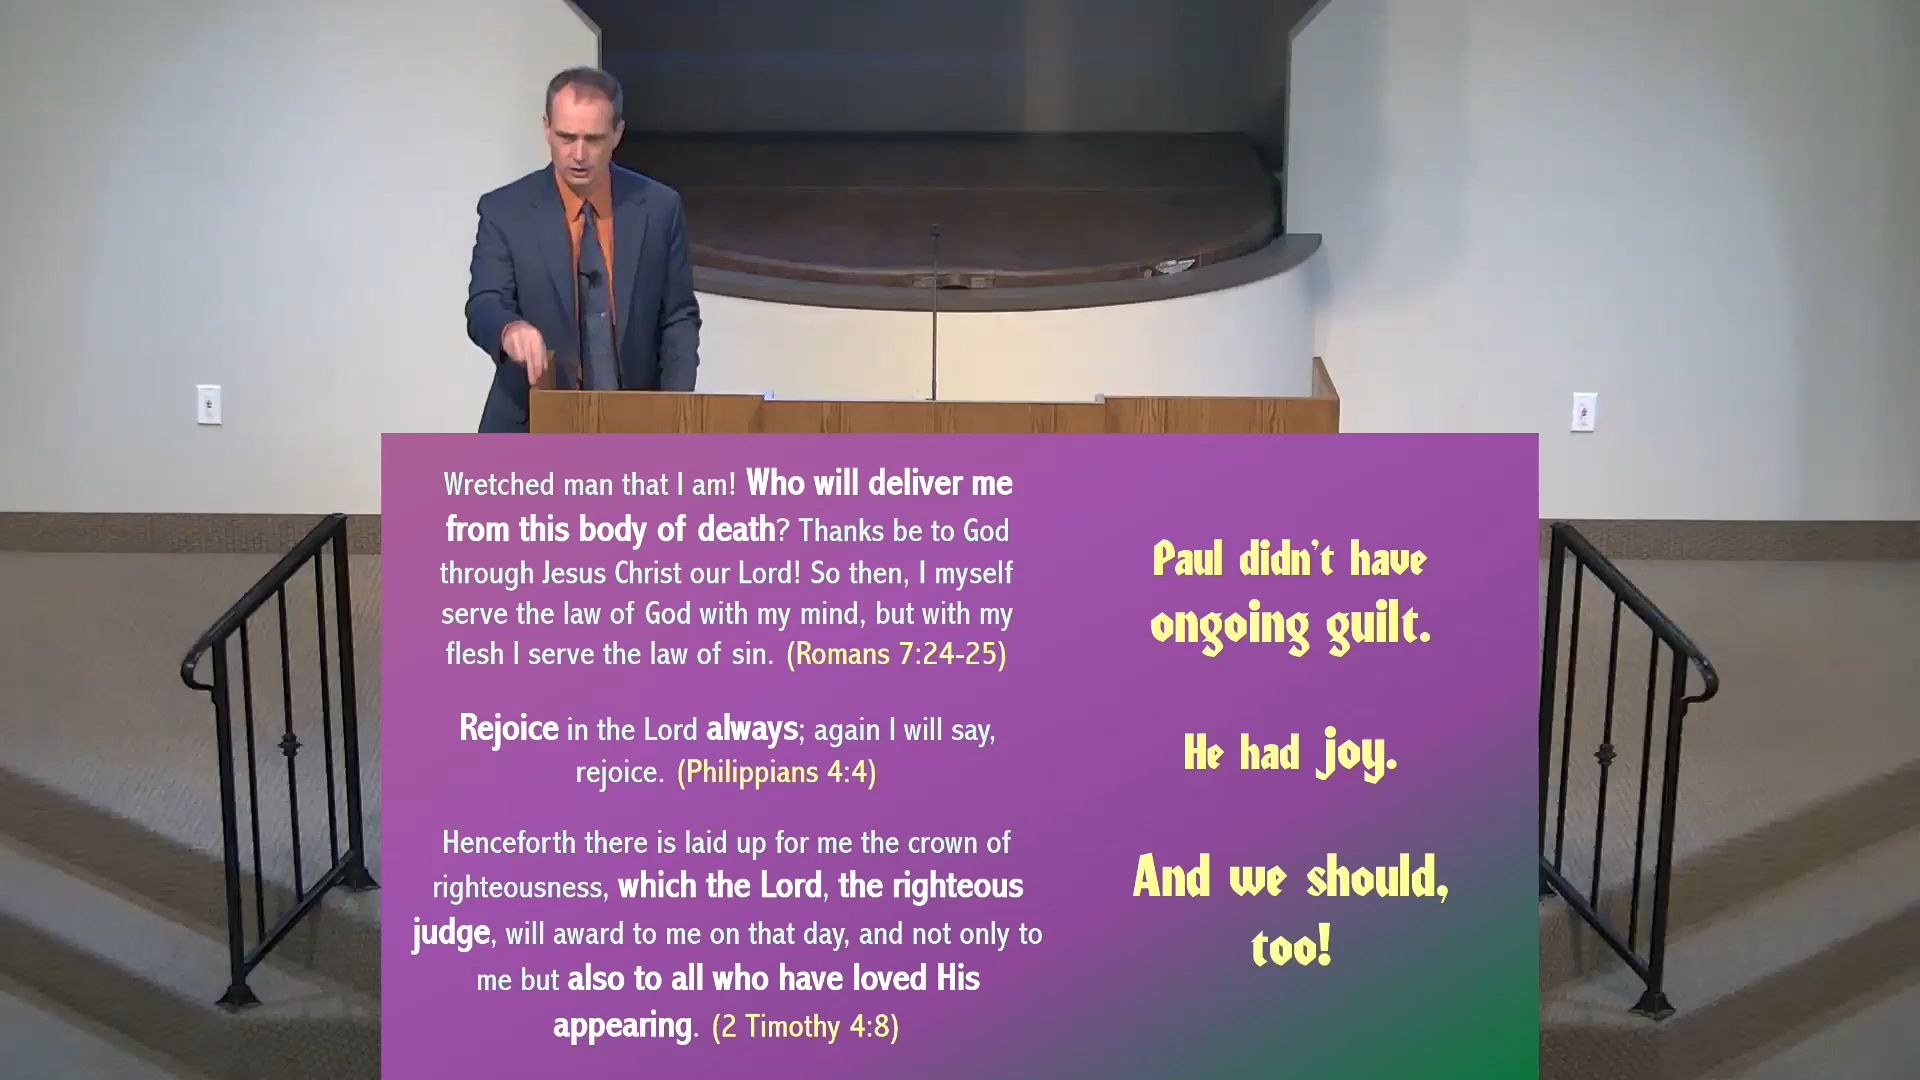 Wretched man that I am! Who will deliver me
from this body of death? Thanks be to God
through Jesus Christ our Lord! So then, I myself
serve the law of God with my mind, but with my
flesh I serve the law of sin. (Romans 7:24-25)
Rejoice in the Lord always; again I will say,
rejoice. (Philippians 4:4)
Henceforth there is laid up for me the crown of
righteousness, which the Lord, the righteous
judge, will award to me on that day, and not only to
me but also to all who have loved His
appearing. (2 Timothy 4:8)
Paul didn't have
ongoing guilt.
He had joy.
And we should,
too!